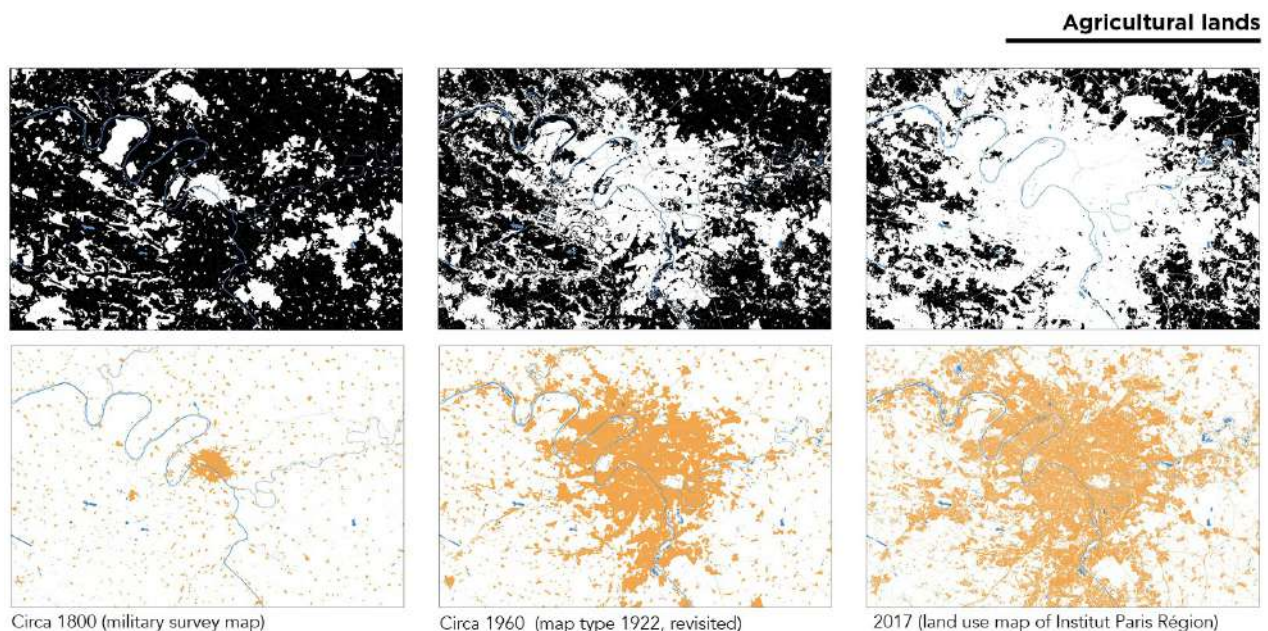 Agricultural lands
Circa 1800 (military survey map)
Circa 1960 (map type 1922, revisited)
2017 (land use map of Institut Paris Région)